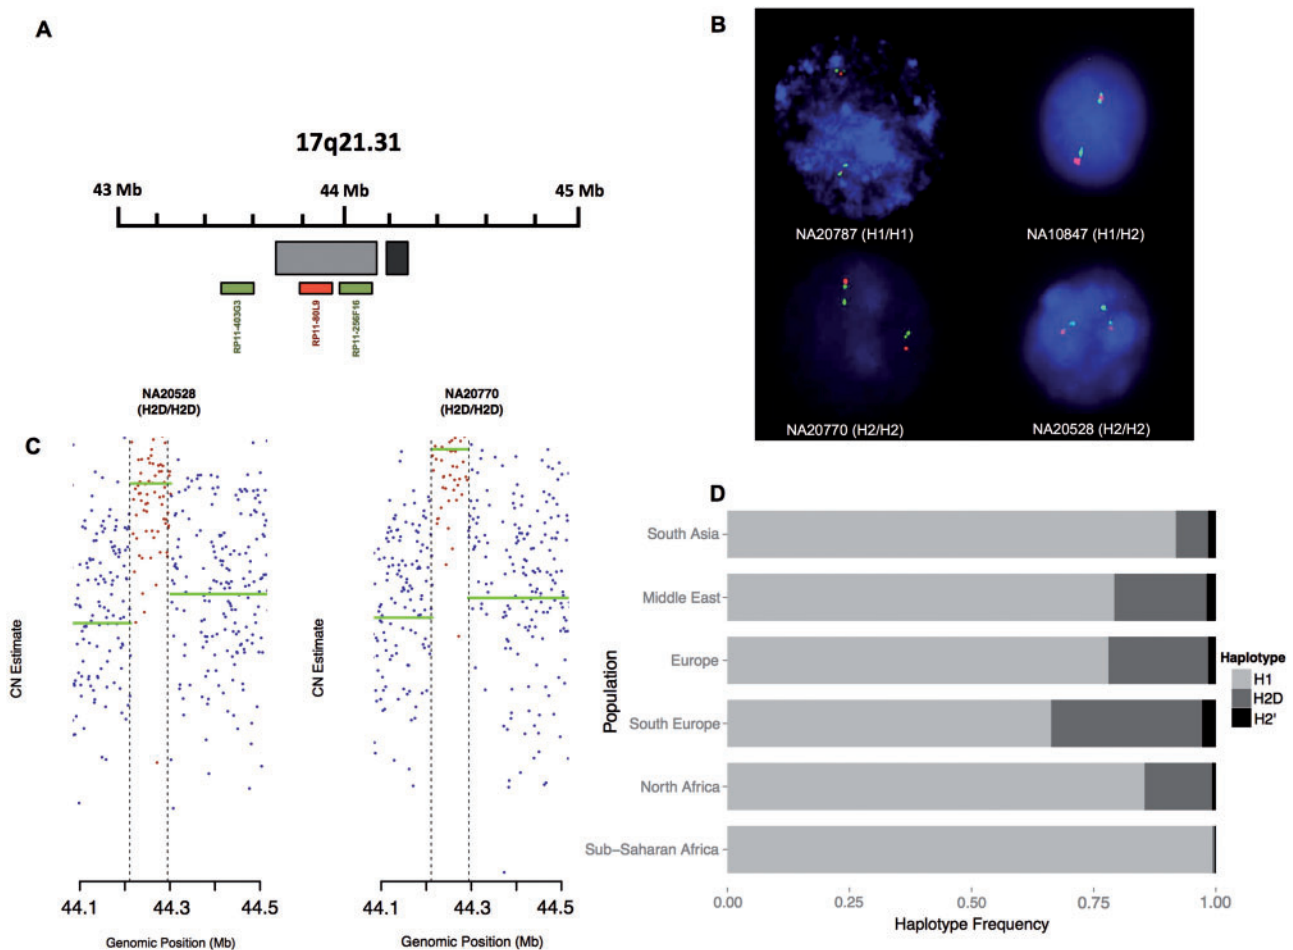 A
17q21.31
43 Mb
44 Mb
45 Mb
RP11-403G3
RP11-80L9
RP11-256F16
B
NA20787 (H1/H1)
NA10847 (H1/H2)
NA20770 (H2/H2)
NA20528 (H2/H2)
C
NA20528
(H2D/H2D)
CN Estimate
44.1
44.3
44.5
Genomic Position (Mb)
NA20770
(H2D/H2D)
CN Estimate
44.1
44.3
44.5
Genomic Position (Mb)
D
Population
South Asia
Middle East
Europe
South Europe
North Africa
Sub–Saharan Africa
0.00
0.25
0.50
0.75
1.00
Haplotype Frequency
Haplotype
H1
H2D
H2'